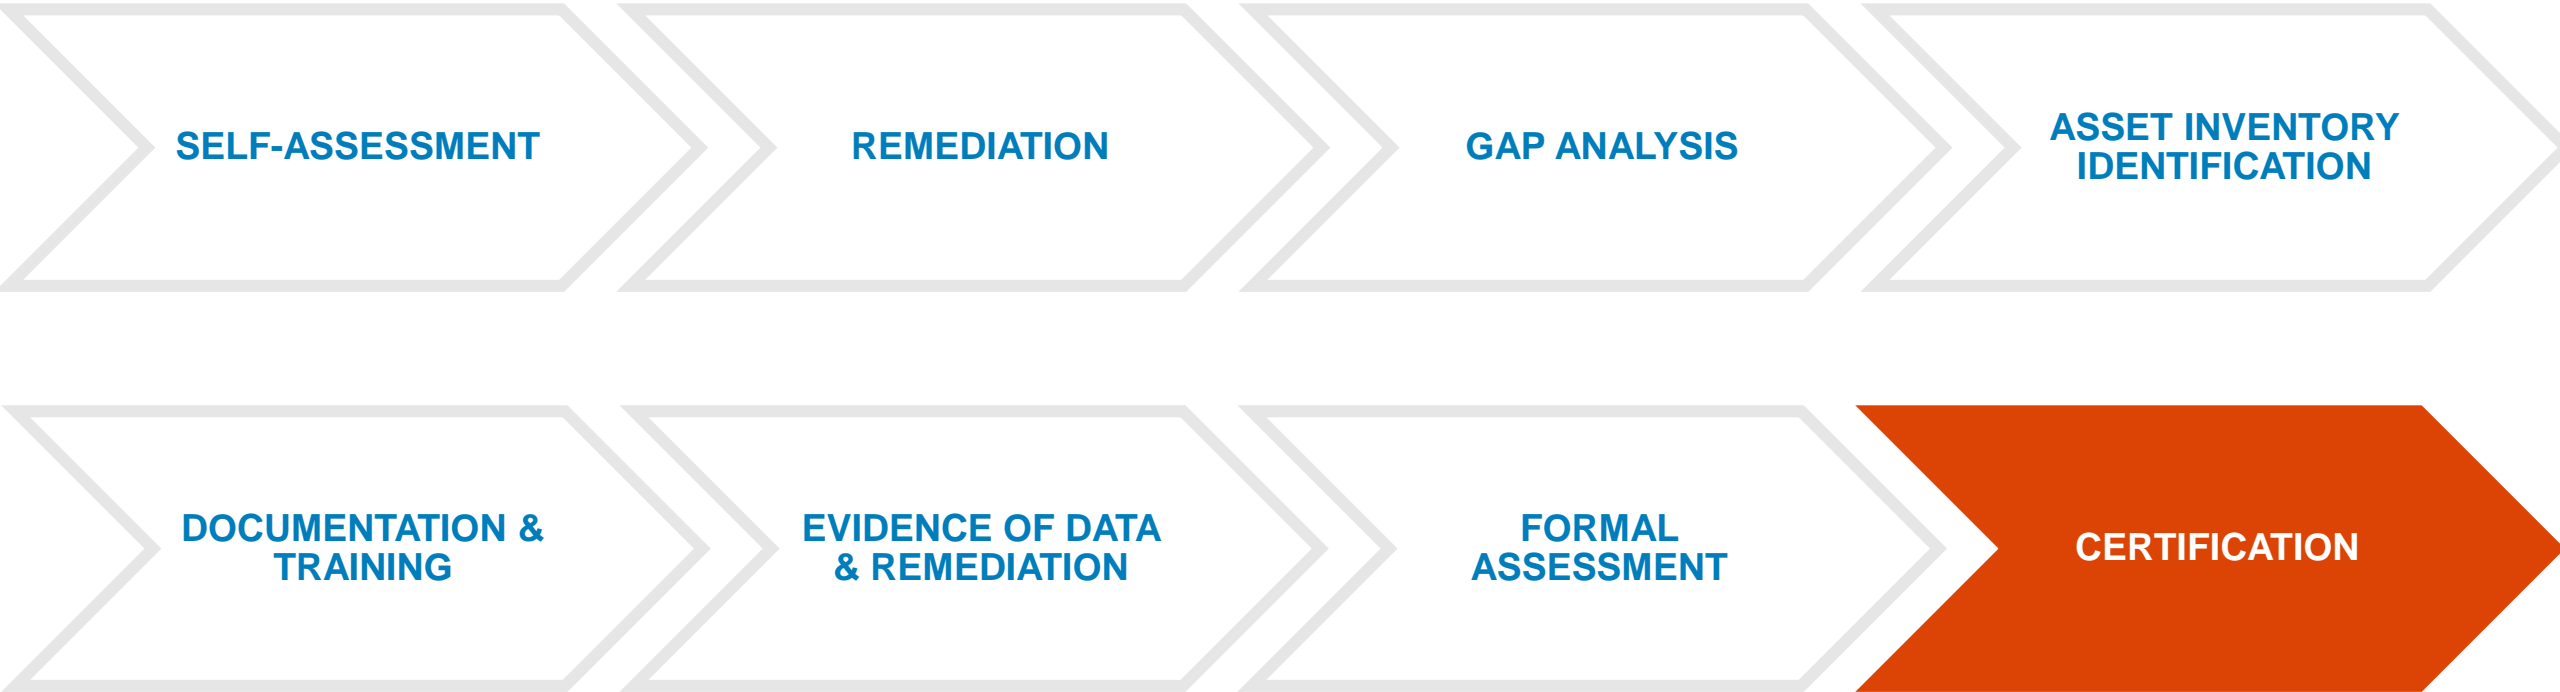 SELF-ASSESSMENT
REMEDIATION
GAP ANALYSIS
ASSET INVENTORY
IDENTIFICATION
DOCUMENTATION &
TRAINING
EVIDENCE OF DATA
& REMEDIATION
FORMAL
ASSESSMENT
CERTIFICATION